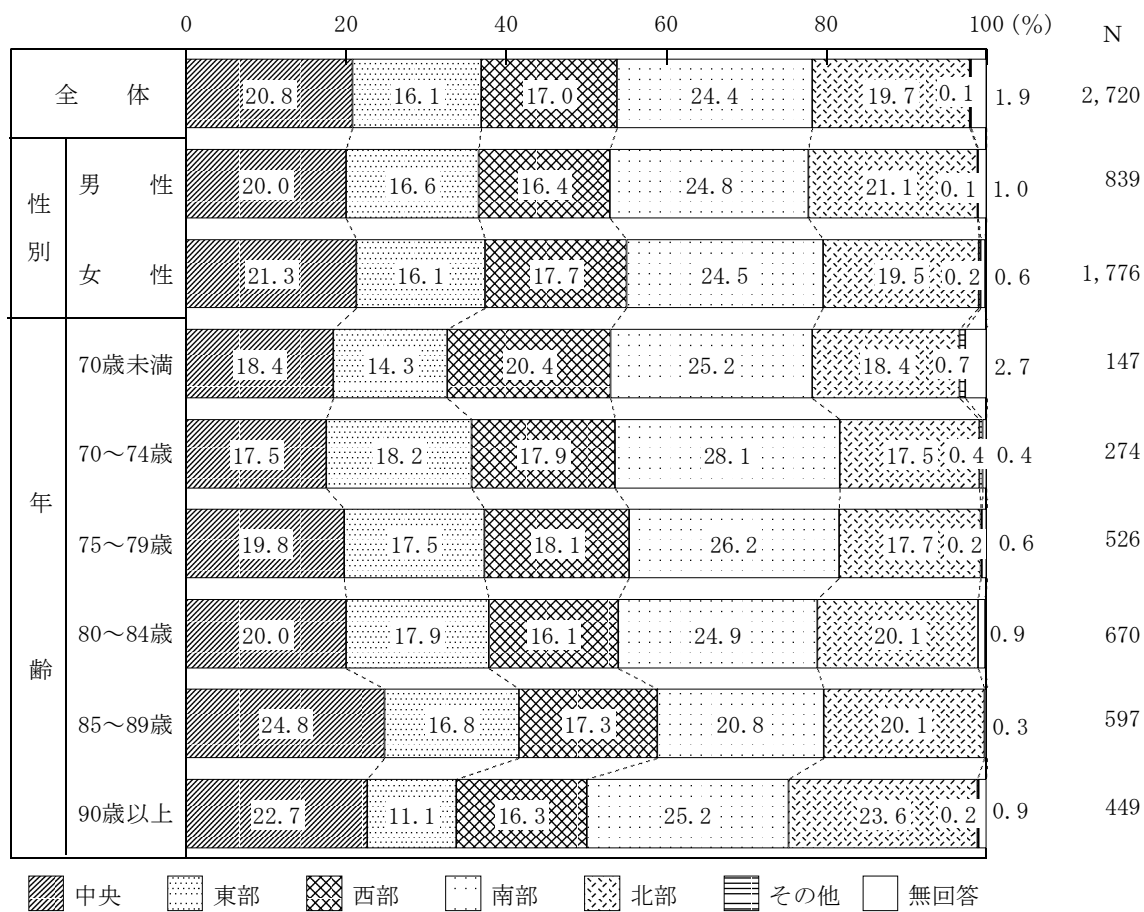 0 20 40 60 80 100 (%) N
全体 20.8 16.1 17.0 24.4 19.7 0.1 1.9 2,720
性別
男性 20.0 16.6 16.4 24.8 21.1 0.1 1.0 839
女性 21.3 16.1 17.7 24.5 19.5 0.2 0.6 1,776
年齢
70歳未満 18.4 14.3 20.4 25.2 18.4 0.7 2.7 147
70〜74歳 17.5 18.2 17.9 28.1 17.5 0.4 0.4 274
75〜79歳 19.8 17.5 18.1 26.2 17.7 0.2 0.6 526
80〜84歳 20.0 17.9 16.1 24.9 20.1 0.9 670
85〜89歳 24.8 16.8 17.3 20.8 20.1 0.3 597
90歳以上 22.7 11.1 16.3 25.2 23.6 0.2 0.9 449
中央 東部 西部 南部 北部 その他 無回答